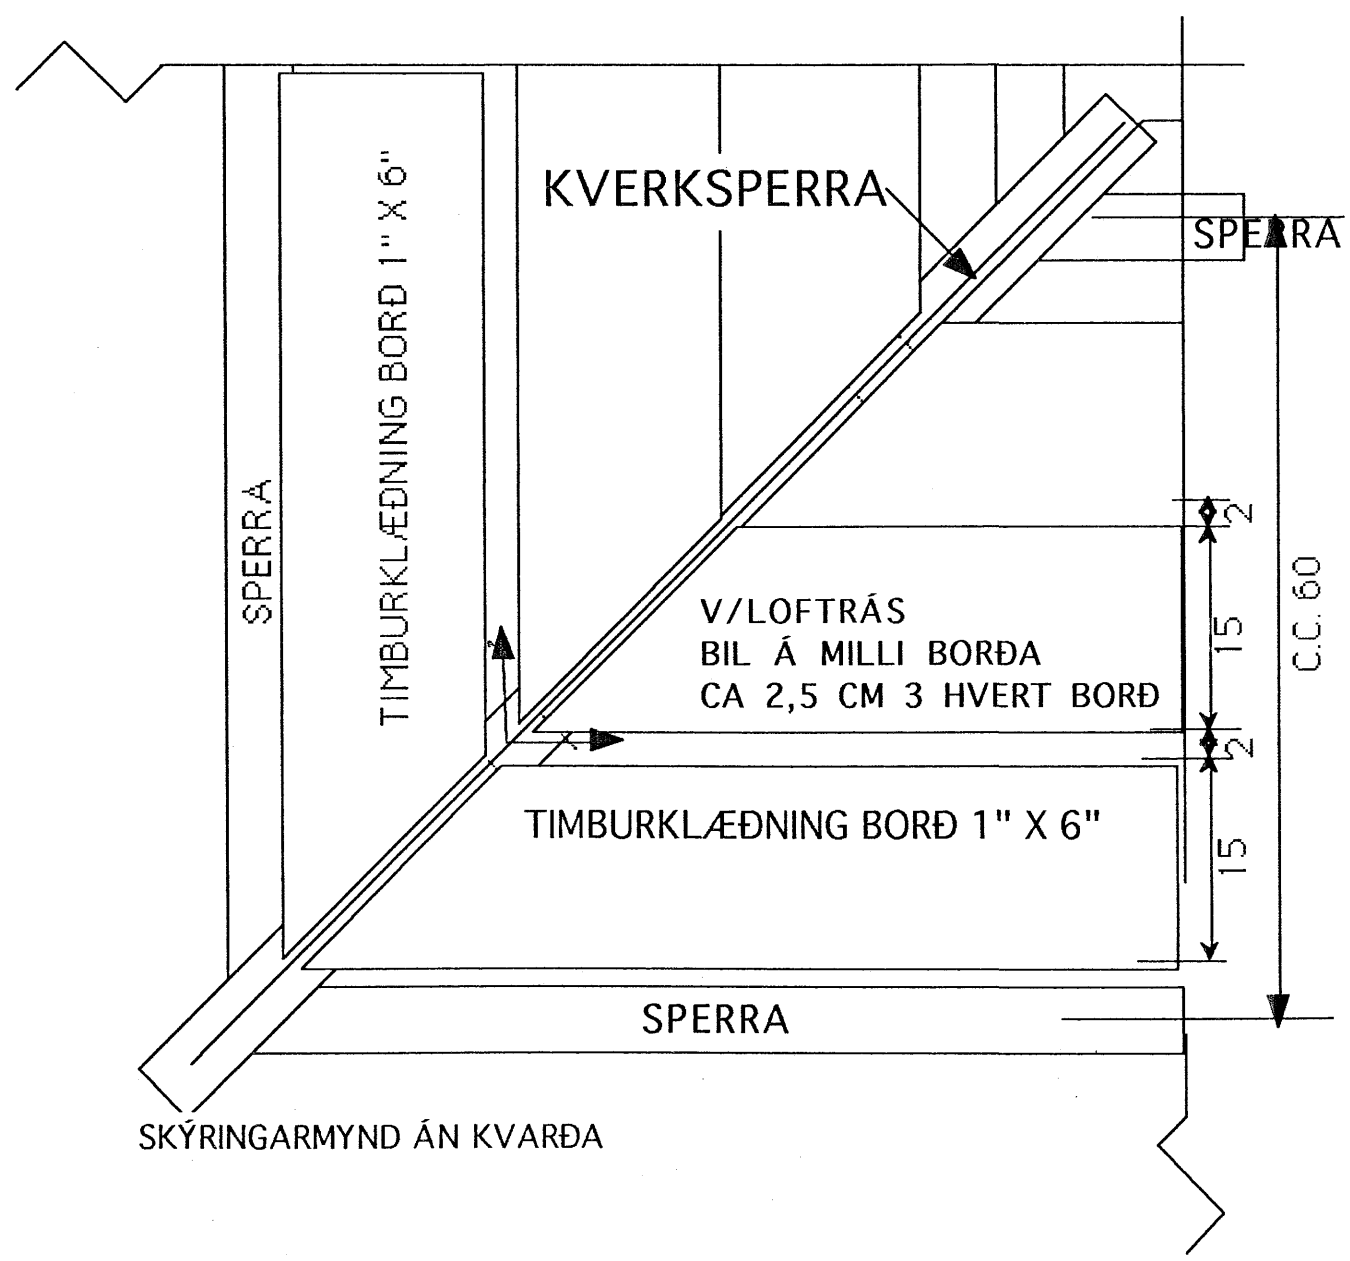 KVERKSPERRA
SPERRA
TIMBURKLÆÐNING BORÐ 1" X 6"
SPERRA
2
V/LOFTRÁS
BIL Á MILLI BORÐA
CA 2,5 CM 3 HVERT BORÐ
15
C.C. 60
2
TIMBURKLÆÐNING BORÐ 1" X 6"
15
SPERRA
SKÝRINGARMYND ÁN KVARÐA